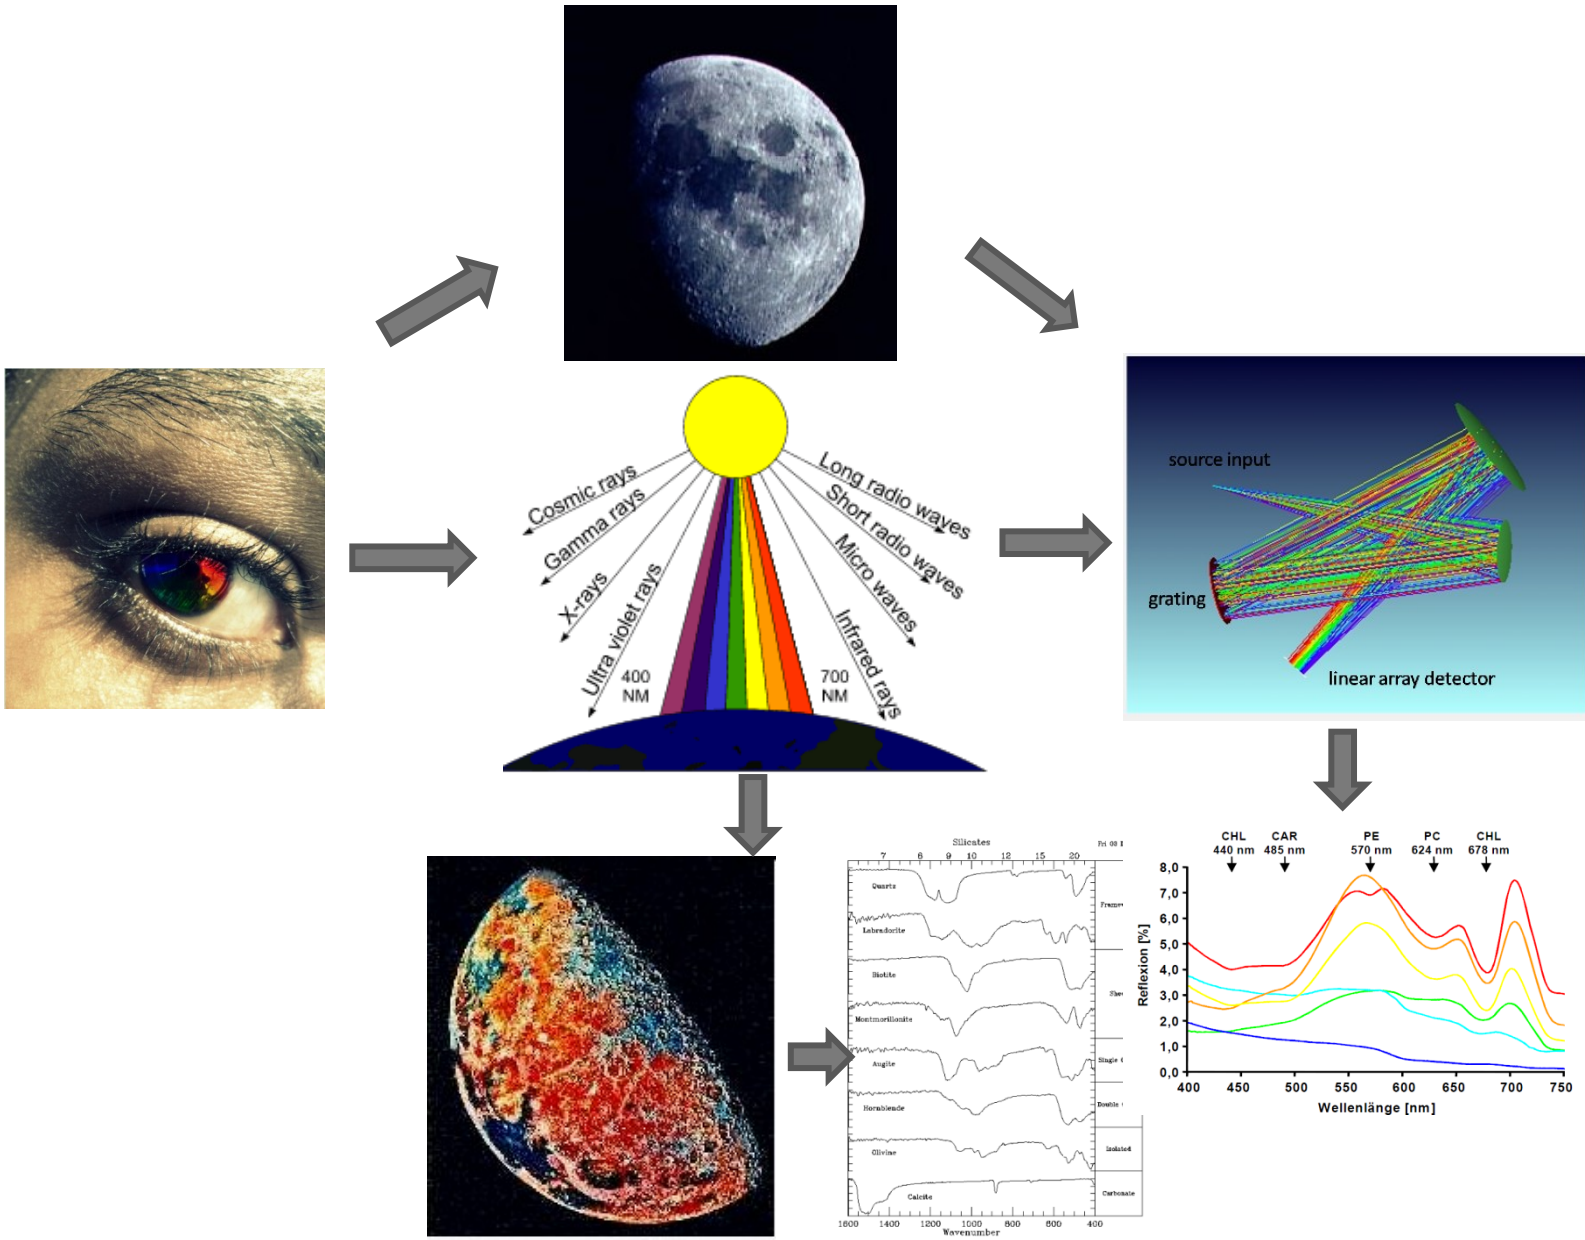 Cosmic rays
Gamma rays
X-rays
Ultra violet rays
400
NM
Long radio waves
Short radio waves
Micro waves
Infrared rays
700
NM
source input
grating
linear array detector
Silicates
7 8 9 10 12 15 20
Quartz
Labradorite
Biotite
Montmorillonite
Augite
Hornblende
Olivine
Isolated
Calcite
Carbonate
1600 1200 1000 800 600 400
Wavenumber
CHL CAR PE PC CHL
440 nm 485 nm 570 nm 624 nm 678 nm
Reflexion [%]
8,0
7,0
6,0
5,0
4,0
3,0
2,0
1,0
0,0
400 450 500 550 600 650 700 750
Wellenlänge [nm]